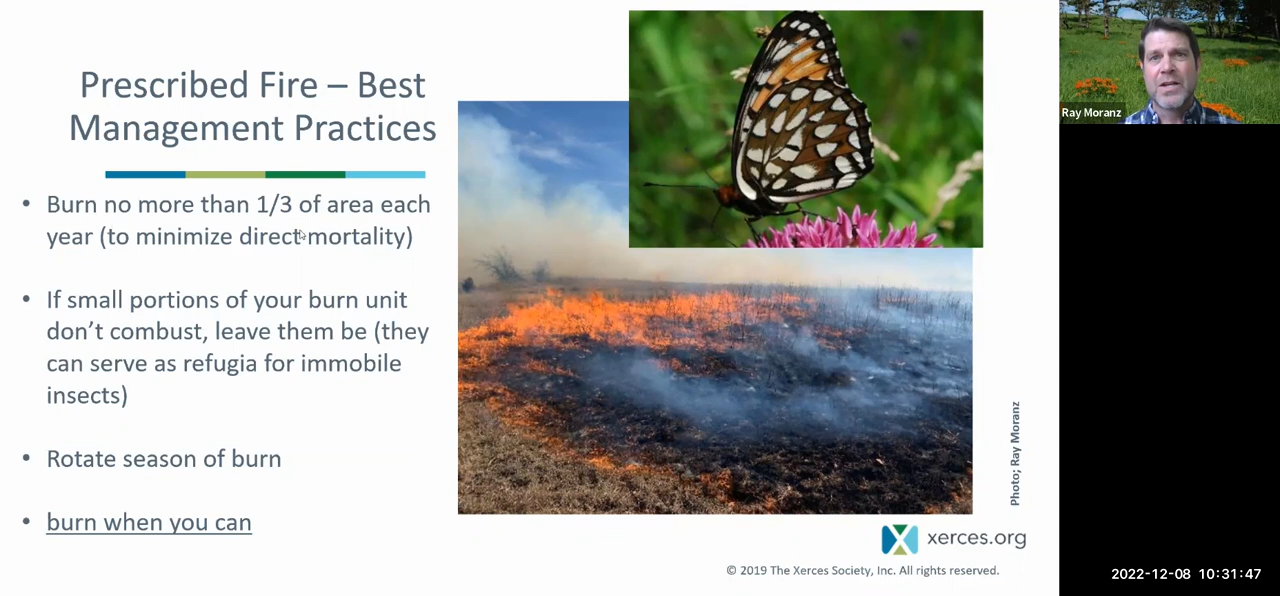 Prescribed Fire – Best
Management Practices
• Burn no more than 1/3 of area each
year (to minimize direct mortality)
• If small portions of your burn unit
don’t combust, leave them be (they
can serve as refugia for immobile
insects)
• Rotate season of burn
• burn when you can
Photo; Ray Moranz
xerces.org
© 2019 The Xerces Society, Inc. All rights reserved.
Ray Moranz
2022-12-08 10:31:47